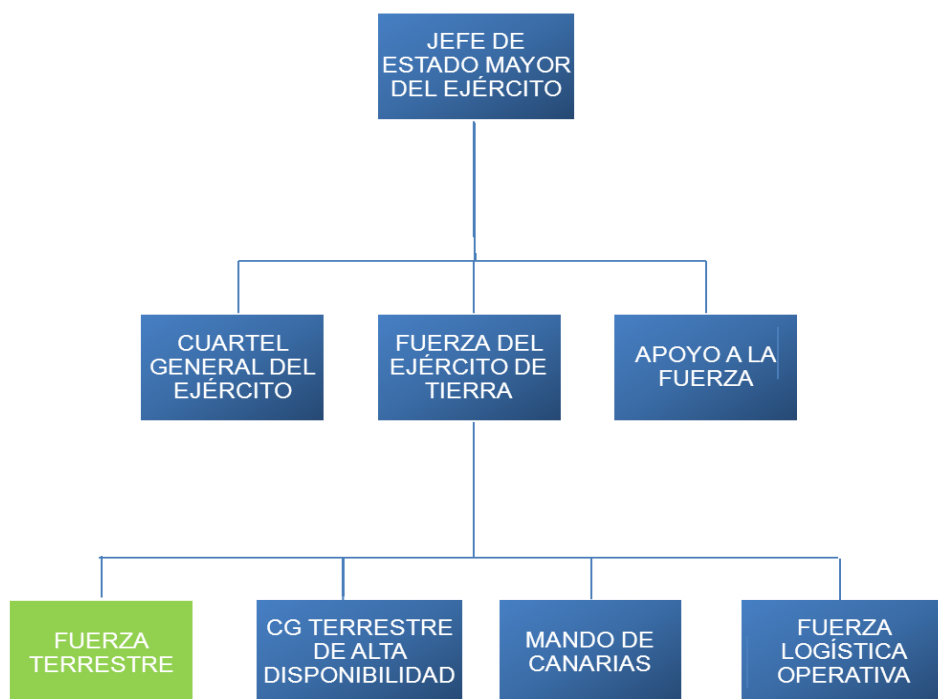 JEFE DE
ESTADO MAYOR
DEL EJÉRCITO
CUARTEL
GENERAL DEL
EJÉRCITO
FUERZA DEL
EJÉRCITO DE
TIERRA
APOYO A LA
FUERZA
FUERZA
TERRESTRE
CG TERRESTRE
DE ALTA
DISPONIBILIDAD
MANDO DE
CANARIAS
FUERZA
LOGÍSTICA
OPERATIVA